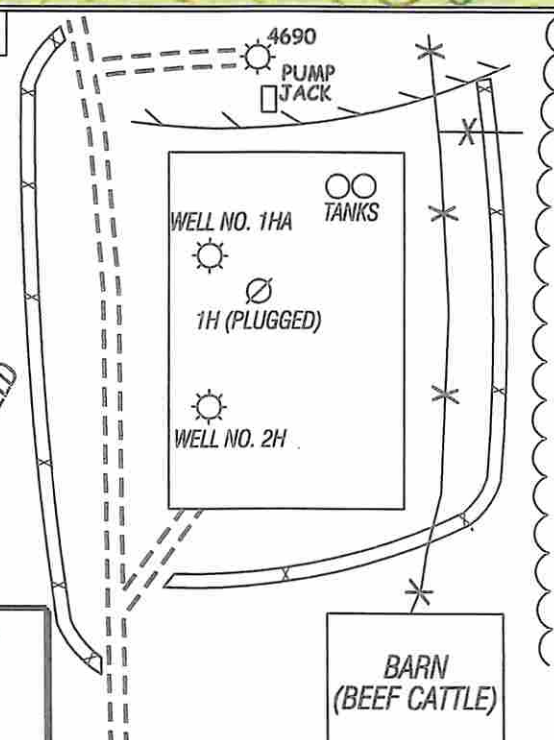 4690
PUMP
JACK
TANKS
WELL NO. 1HA
1H (PLUGGED)
WELL NO. 2H
BARN
(BEEF CATTLE)